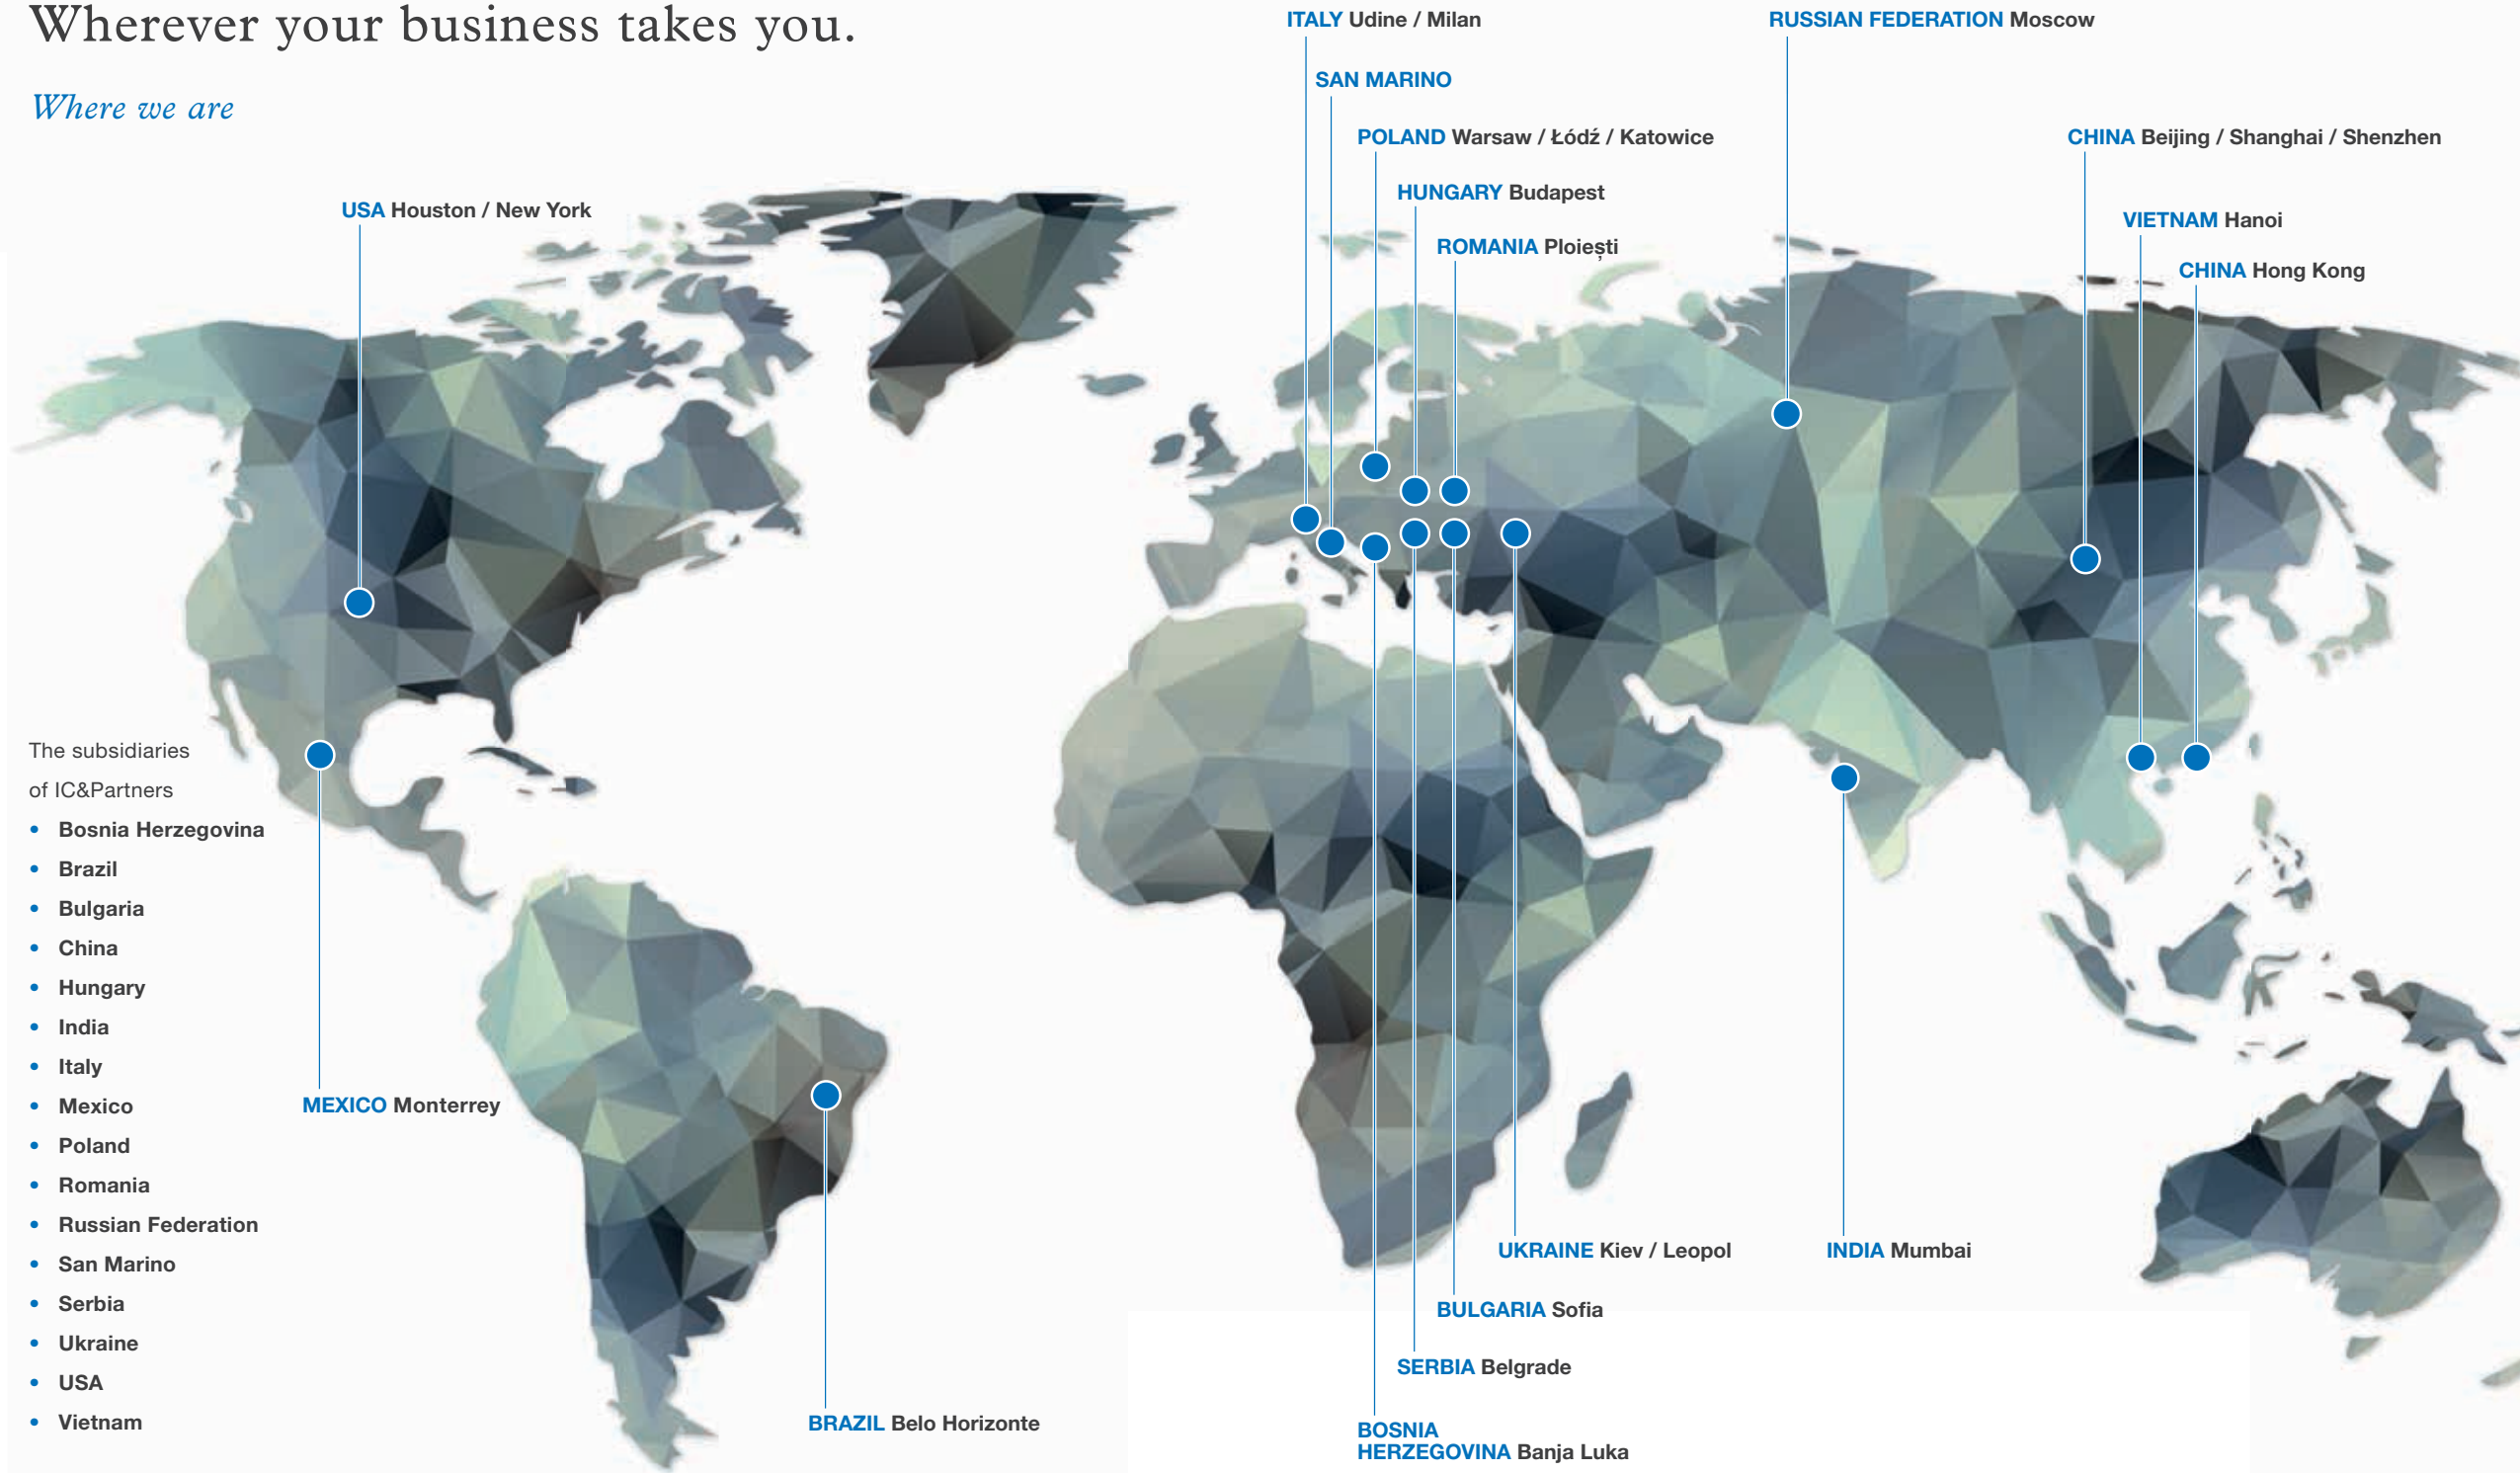 Wherever your business takes you.
Where we are
ITALY Udine / Milan
RUSSIAN FEDERATION Moscow
SAN MARINO
POLAND Warsaw / Łódź / Katowice
CHINA Beijing / Shanghai / Shenzhen
HUNGARY Budapest
USA Houston / New York
VIETNAM Hanoi
ROMANIA Ploiești
CHINA Hong Kong
The subsidiaries
of IC&Partners
• Bosnia Herzegovina
• Brazil
• Bulgaria
• China
• Hungary
• India
• Italy
• Mexico
• Poland
• Romania
• Russian Federation
• San Marino
• Serbia
• Ukraine
• USA
• Vietnam
MEXICO Monterrey
UKRAINE Kiev / Leopol
INDIA Mumbai
BULGARIA Sofia
SERBIA Belgrade
BRAZIL Belo Horizonte
BOSNIA
HERZEGOVINA Banja Luka